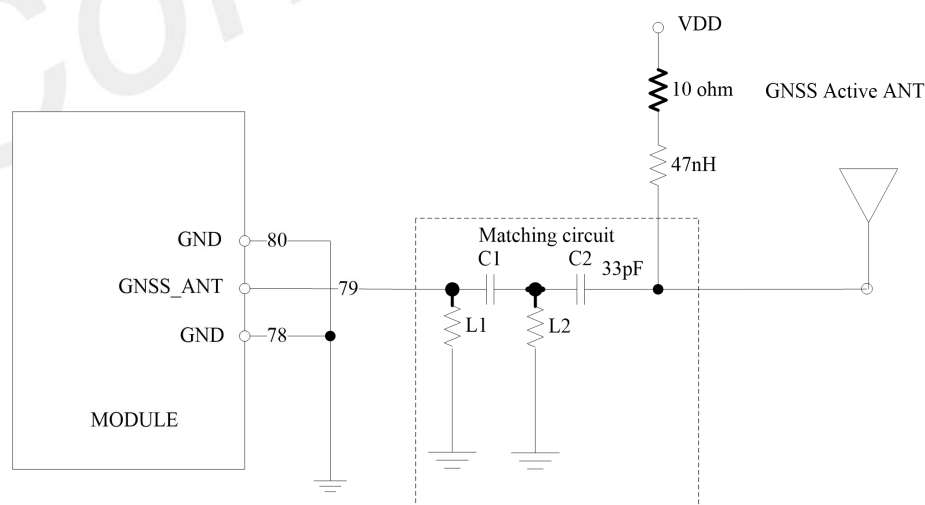 VDD
10 ohm
GNSS Active ANT
47nH
GND
80
Matching circuit
C1
C2
33pF
GNSS_ANT
79
GND
78
L1
L2
MODULE